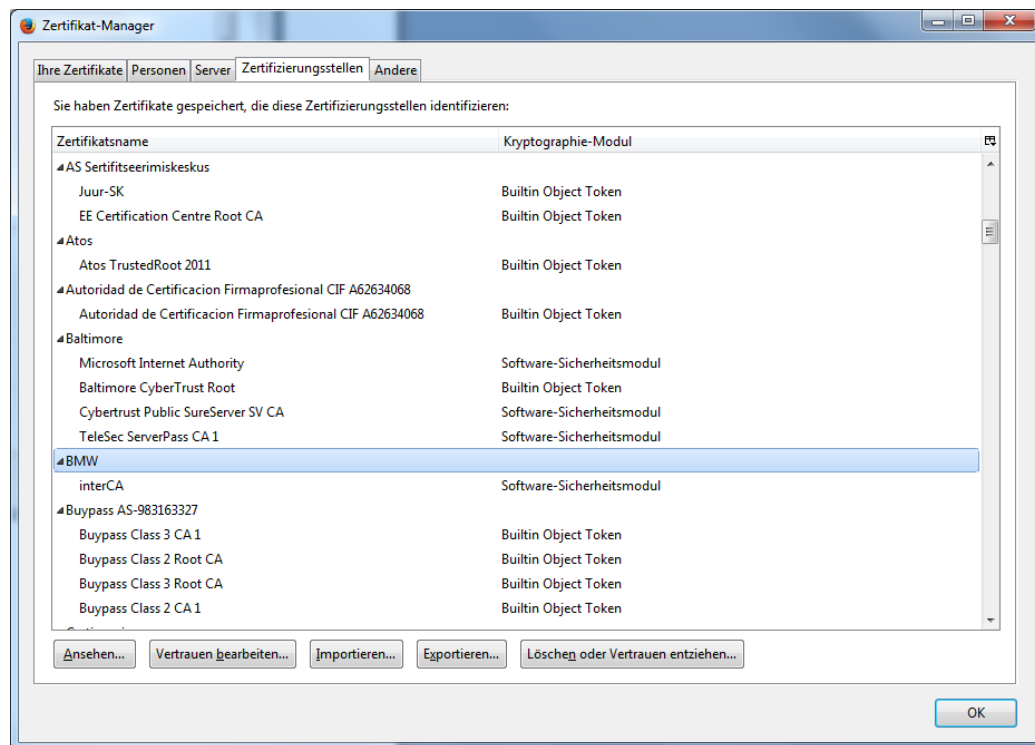 Zertifikat-Manager
Ihre Zertifikate Personen Server Zertifizierungsstellen Andere
Sie haben Zertifikate gespeichert, die diese Zertifizierungsstellen identifizieren:
Zertifikatsname Kryptographie-Modul
AS Sertifitseerimiskeskus
Juur-SK Builtin Object Token
EE Certification Centre Root CA Builtin Object Token
Atos
Atos TrustedRoot 2011 Builtin Object Token
Autoridad de Certificacion Firmaprofesional CIF A62634068
Autoridad de Certificacion Firmaprofesional CIF A62634068 Builtin Object Token
Baltimore
Microsoft Internet Authority Software-Sicherheitsmodul
Baltimore CyberTrust Root Builtin Object Token
Cybertrust Public SureServer SV CA Software-Sicherheitsmodul
TeleSec ServerPass CA 1 Software-Sicherheitsmodul
BMW
interCA Software-Sicherheitsmodul
Buypass AS-983163327
Buypass Class 3 CA 1 Builtin Object Token
Buypass Class 2 Root CA Builtin Object Token
Buypass Class 3 Root CA Builtin Object Token
Buypass Class 2 CA 1 Builtin Object Token
Ansehen... Vertrauen bearbeiten... Importieren... Exportieren... Löschen oder Vertrauen entziehen...
OK